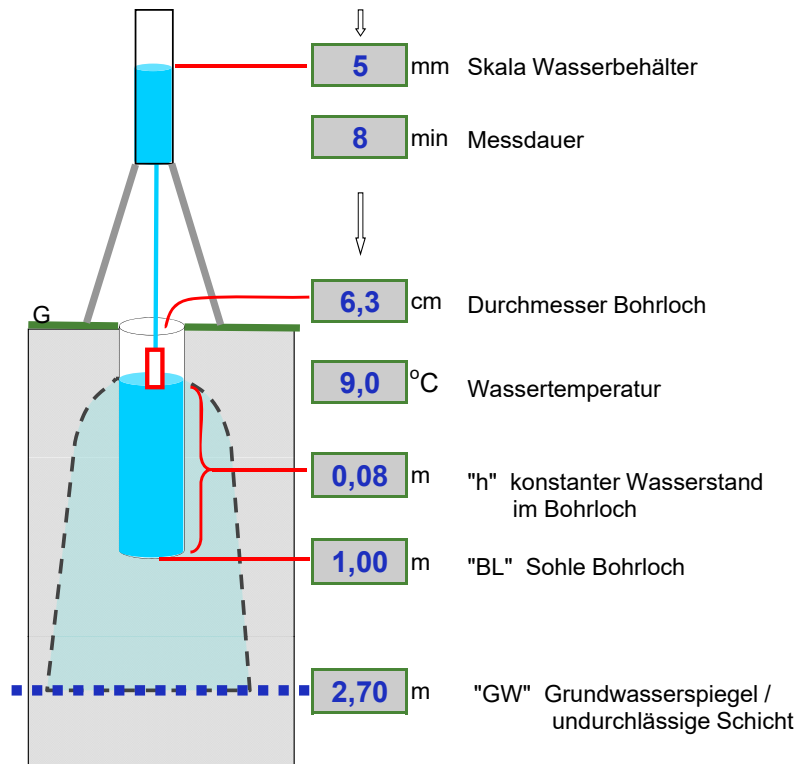 5 mm Skala Wasserbehälter
8 min Messdauer
6,3 cm Durchmesser Bohrloch
G
9,0 °C Wassertemperatur
0,08 m "h" konstanter Wasserstand
im Bohrloch
1,00 m "BL" Sohle Bohrloch
2,70 m "GW" Grundwasserspiegel /
undurchlässige Schicht